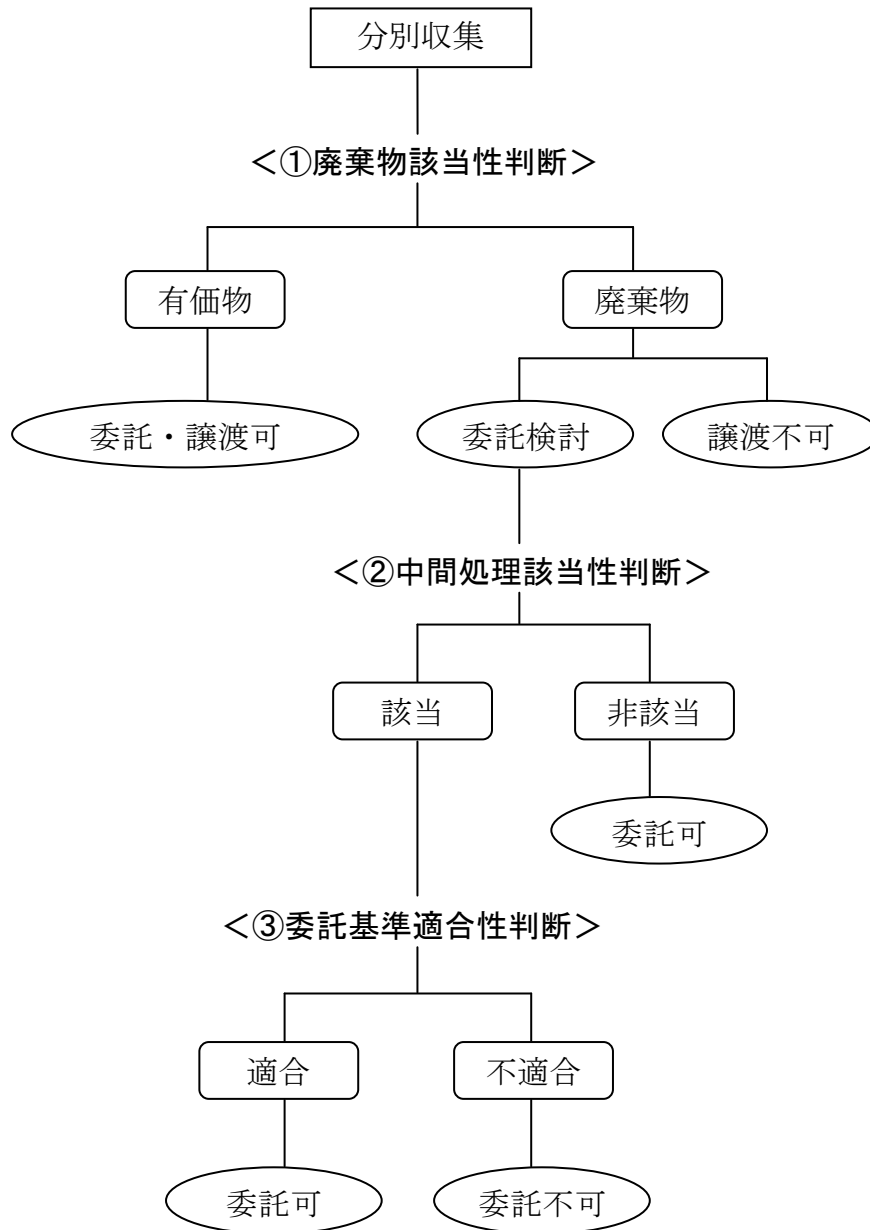 分別収集
＜①廃棄物該当性判断＞
有価物
廃棄物
委託・譲渡可
委託検討
譲渡不可
＜②中間処理該当性判断＞
該当
非該当
委託可
＜③委託基準適合性判断＞
適合
不適合
委託可
委託不可